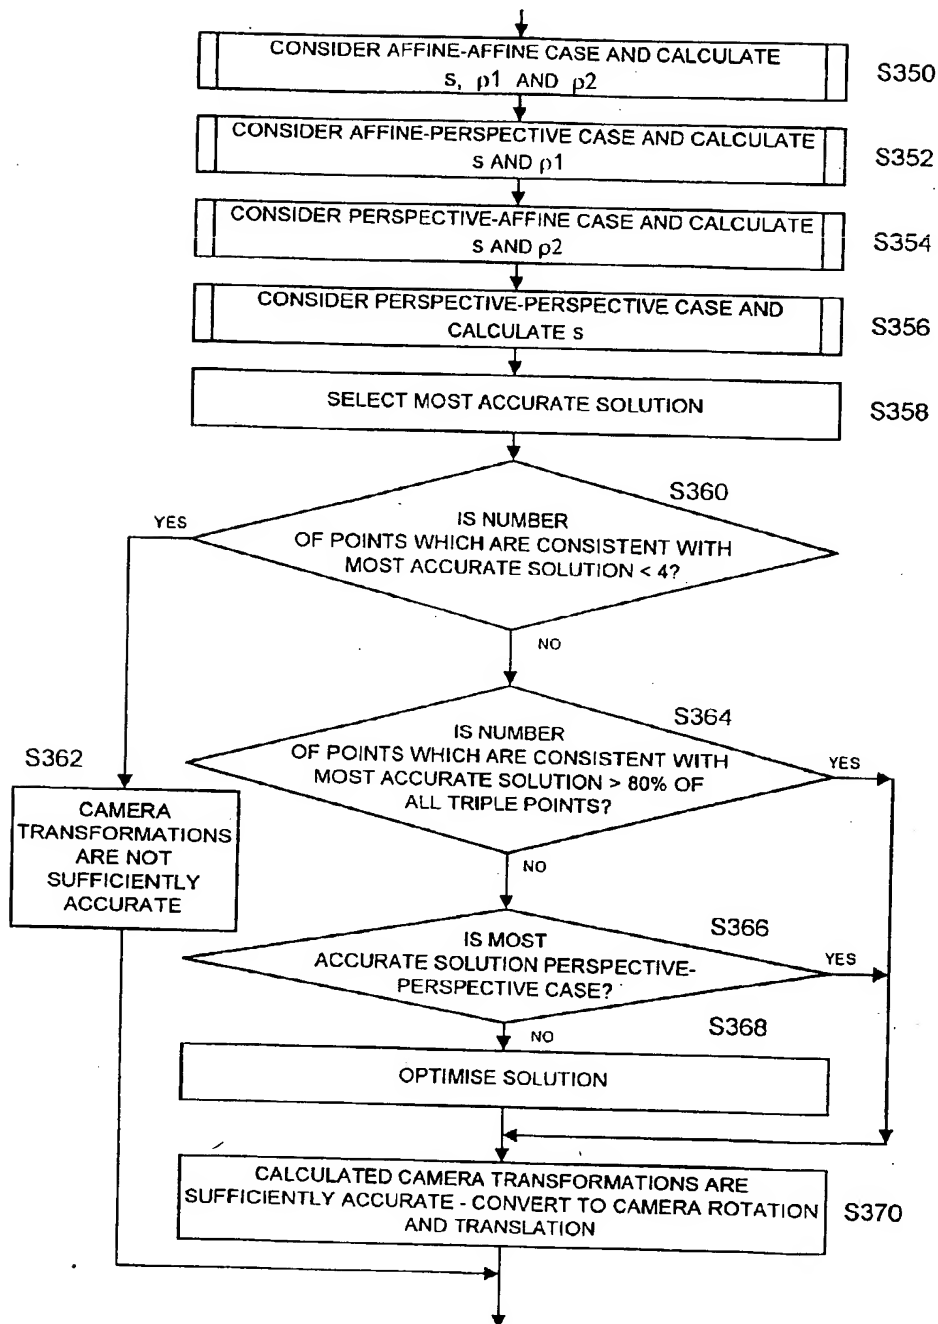 CONSIDER AFFINE-AFFINE CASE AND CALCULATE
s, ρ1 AND ρ2
S350
CONSIDER AFFINE-PERSPECTIVE CASE AND CALCULATE
s AND ρ1
S352
CONSIDER PERSPECTIVE-AFFINE CASE AND CALCULATE
s AND ρ2
S354
CONSIDER PERSPECTIVE-PERSPECTIVE CASE AND
CALCULATE s
S356
SELECT MOST ACCURATE SOLUTION
S358
S360
YES
IS NUMBER
OF POINTS WHICH ARE CONSISTENT WITH
MOST ACCURATE SOLUTION < 4?
NO
S364
IS NUMBER
OF POINTS WHICH ARE CONSISTENT WITH
MOST ACCURATE SOLUTION > 80% OF
ALL TRIPLE POINTS?
YES
S362
CAMERA
TRANSFORMATIONS
ARE NOT
SUFFICIENTLY
ACCURATE
NO
S366
IS MOST
ACCURATE SOLUTION PERSPECTIVE-
PERSPECTIVE CASE?
YES
NO
S368
OPTIMISE SOLUTION
CALCULATED CAMERA TRANSFORMATIONS ARE
SUFFICIENTLY ACCURATE - CONVERT TO CAMERA ROTATION
AND TRANSLATION
S370